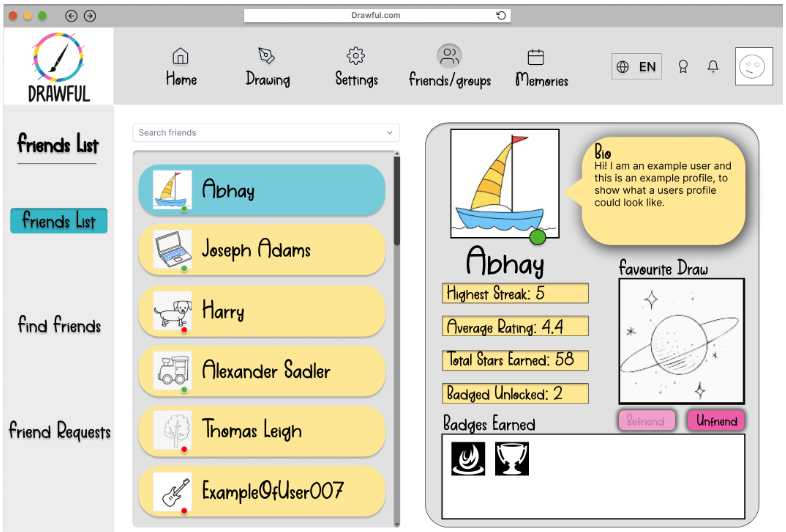 Drawful.com
DRAWFUL
Home
Drawing
Settings
friends/groups
Memories
EN
friends List
friends List
find friends
friend Requests
Search friends
Abhay
Joseph Adams
Harry
Alexander Sadler
Thomas Leigh
ExampleOfUser007
Bio
Hi! I am an example user and
this is an example profile, to
show what a users profile
could look like.
Abhay
Highest Streak: 5
Average Rating: 4.4
Total Stars Earned: 58
Badged Unlocked: 2
favourite Draw
Befriend
Unfriend
Badges Earned